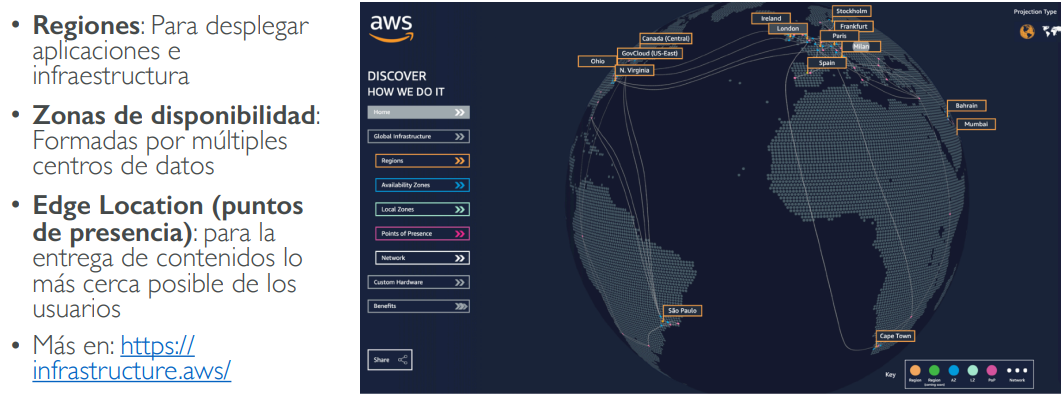 • Regiones: Para desplegar
aplicaciones e
infraestructura
• Zonas de disponibilidad:
Formadas por múltiples
centros de datos
• Edge Location (puntos
de presencia): para la
entrega de contenidos lo
más cerca posible de los
usuarios
• Más en: https://
infrastructure.aws/
aws
DISCOVER
HOW WE DO IT
Home
Global Infrastructure
Regions
Availability Zones
Local Zones
Points of Presence
Network
Custom Hardware
Benefits
Share
Projection Type
Stockholm
Ireland
Frankfurt
London
Paris
Canada (Central)
Milan
GovCloud (US-East)
Ohio
Spain
N. Virginia
Bahrain
Mumbai
São Paulo
Cape Town
Key
Region
Region
(coming soon)
AZ
LZ
PoP
Network